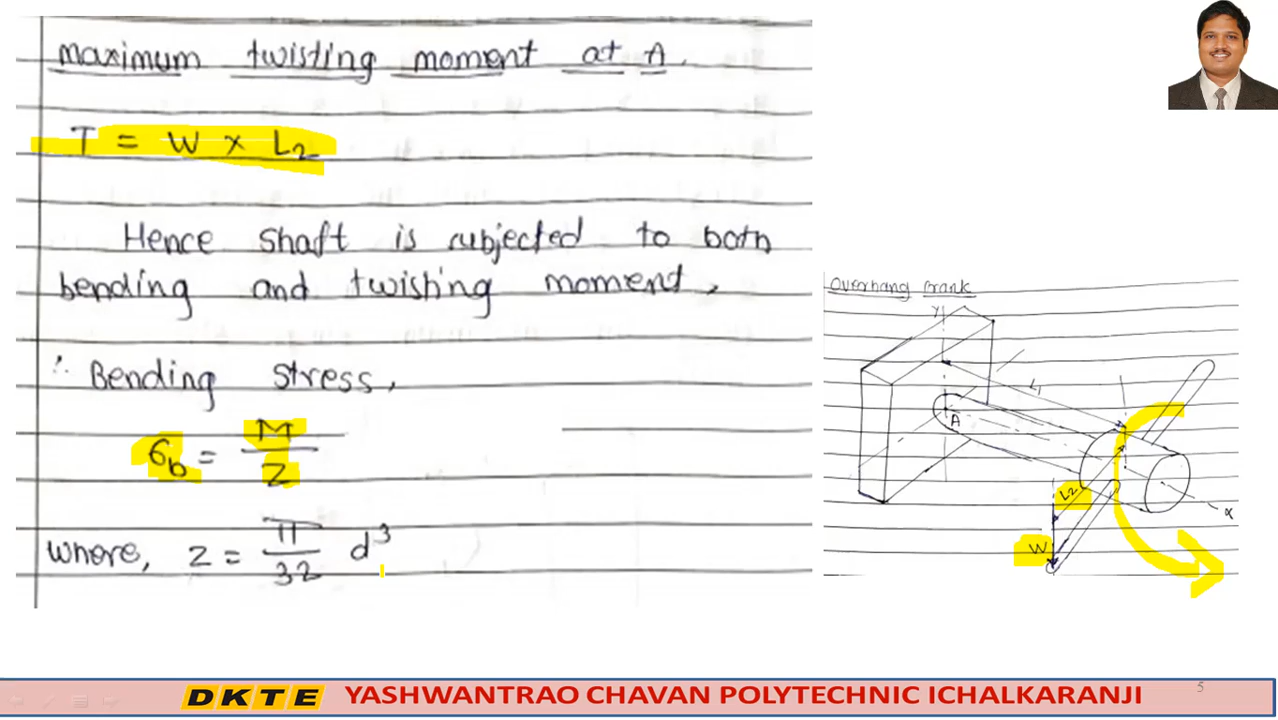 maximum twisting moment at A.
T = W × L2
Hence shaft is subjected to both
bending and twisting moment,
∴ Bending stress,
σb = M / Z
where, Z = π / 32 d³
Overhang Crank
Y
L1
A
L2
W
x
5
DKTE YASHWANTRAO CHAVAN POLYTECHNIC ICHALKARANJI